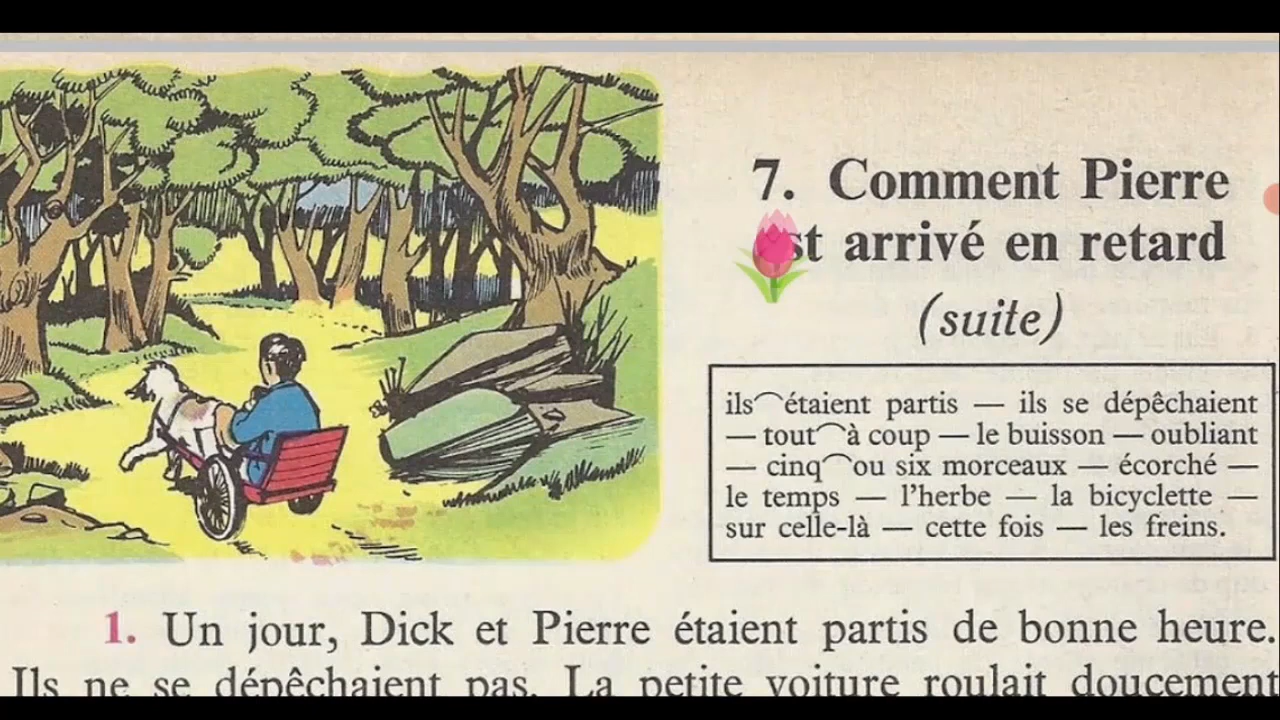 7. Comment Pierre
st arrivé en retard
(suite)
ils étaient partis — ils se dépêchaient
— tout à coup — le buisson — oubliant
— cinq ou six morceaux — écorché —
le temps — l'herbe — la bicyclette —
sur celle-là — cette fois — les freins.
1. Un jour, Dick et Pierre étaient partis de bonne heure.
Ils ne se dépêchaient pas. La petite voiture roulait doucement